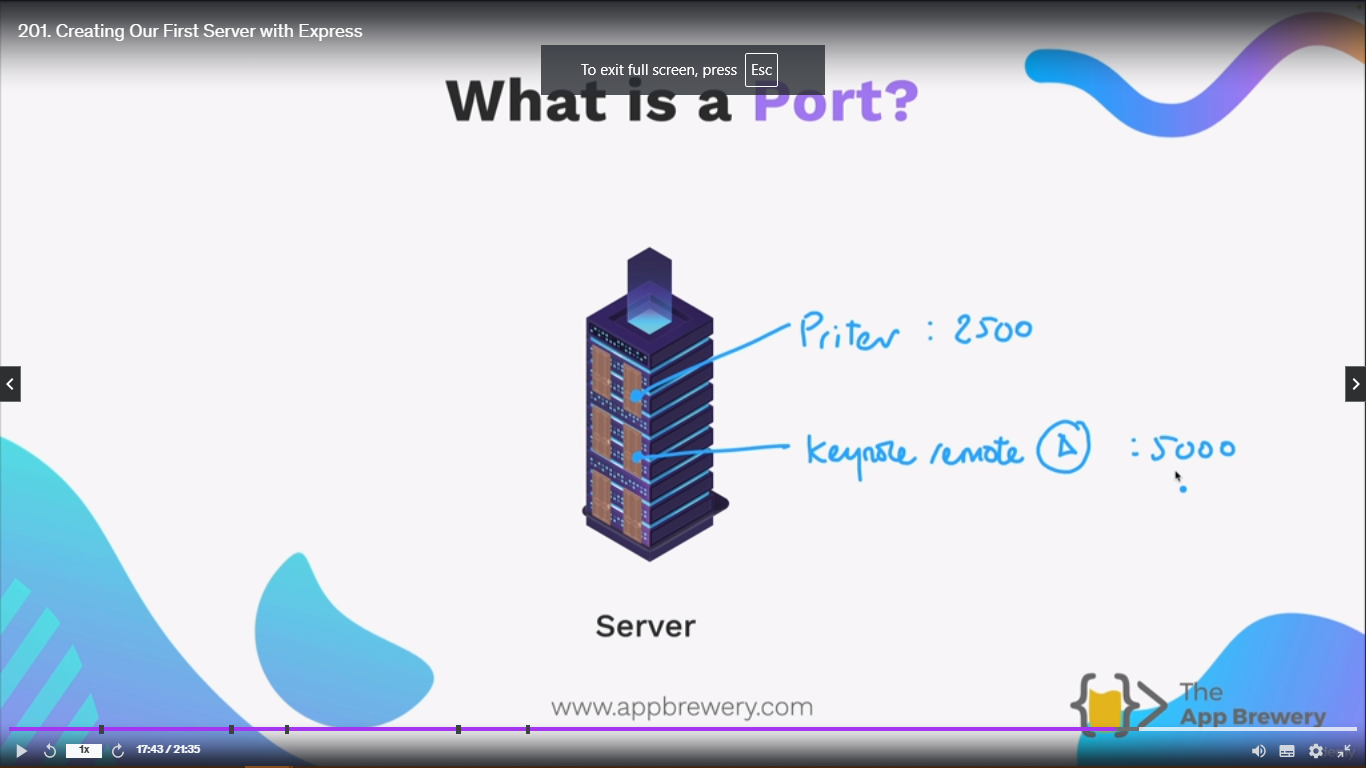 201. Creating Our First Server with Express
To exit full screen, press Esc
What is a Port?
Priter : 2500
Keynote remote : 5000
Server
www.appbrewery.com
The
App Brewery
1x
17:43 / 21:35